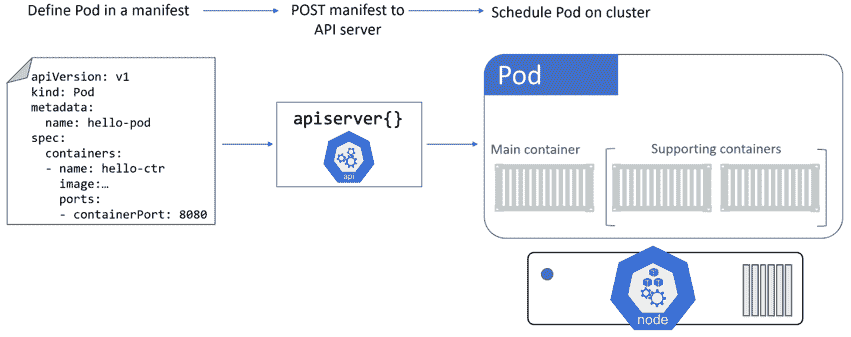 Define Pod in a manifest
POST manifest to
API server
Schedule Pod on cluster
apiVersion: v1
kind: Pod
metadata:
  name: hello-pod
spec:
  containers:
  - name: hello-ctr
    image:…
    ports:
    - containerPort: 8080
apiserver{}
api
Pod
Main container
Supporting containers
node